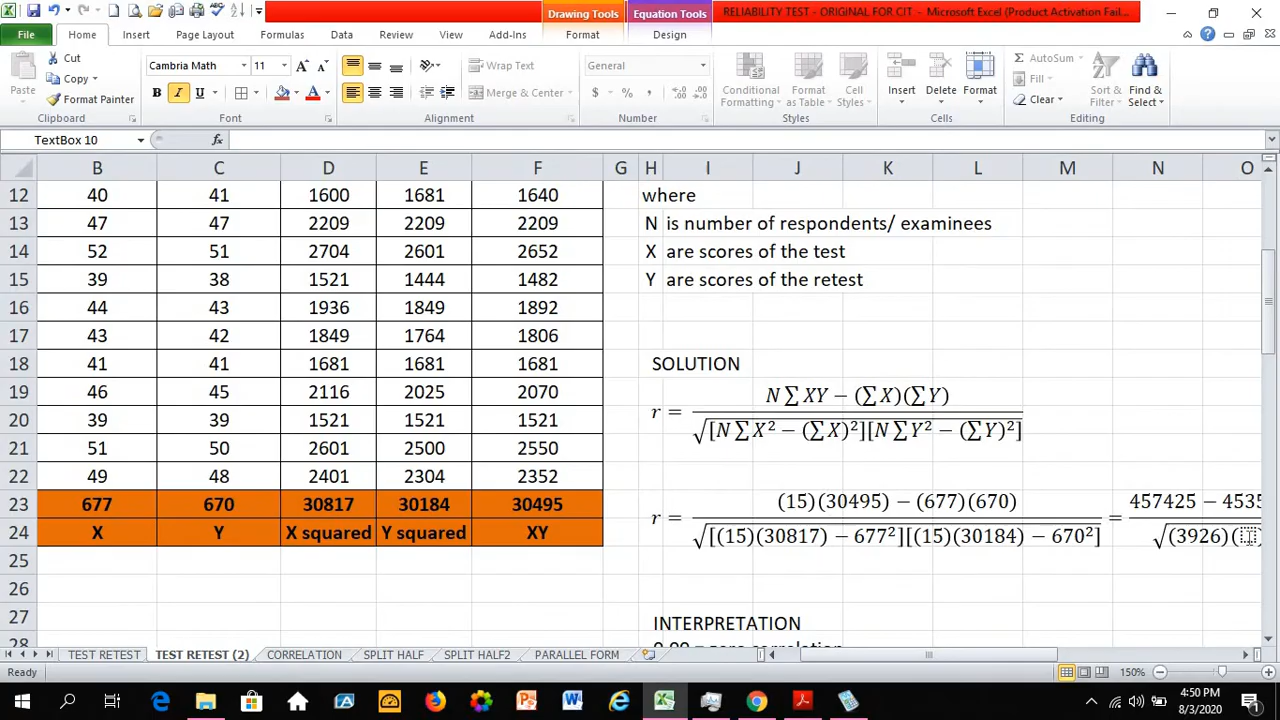 Drawing Tools Equation Tools RELIABILITY TEST - ORIGINAL FOR CIT - Microsoft Excel (Product Activation Fail...
File Home Insert Page Layout Formulas Data Review View Add-Ins Format Design
Cut Cambria Math 11 Wrap Text General AutoSum
Copy Fill
Paste Format Painter B I U Merge & Center $ % , Conditional Formatting Format as Table Cell Styles Insert Delete Format Clear Sort & Filter Find & Select
Clipboard Font Alignment Number Styles Cells Editing
TextBox 10 fx
B C D E F G H I J K L M N O
12 40 41 1600 1681 1640 where
13 47 47 2209 2209 2209 N is number of respondents/ examinees
14 52 51 2704 2601 2652 X are scores of the test
15 39 38 1521 1444 1482 Y are scores of the retest
16 44 43 1936 1849 1892
17 43 42 1849 1764 1806
18 41 41 1681 1681 1681 SOLUTION
19 46 45 2116 2025 2070
20 39 39 1521 1521 1521
21 51 50 2601 2500 2550
22 49 48 2401 2304 2352
r = N ∑ XY − (∑ X)(∑ Y)
√[N ∑ X² − (∑ X)²][N ∑ Y² − (∑ Y)²]
23 677 670 30817 30184 30495
24 X Y X squared Y squared XY
r = (15)(30495) − (677)(670) = 457425 − 4535
√[(15)(30817) − 677²][(15)(30184) − 670²] √(3926)(
25
26
27 INTERPRETATION
28 0.00 = zero correlation
TEST RETEST TEST RETEST (2) CORRELATION SPLIT HALF SPLIT HALF2 PARALLEL FORM
Ready 150%
4:50 PM
8/3/2020